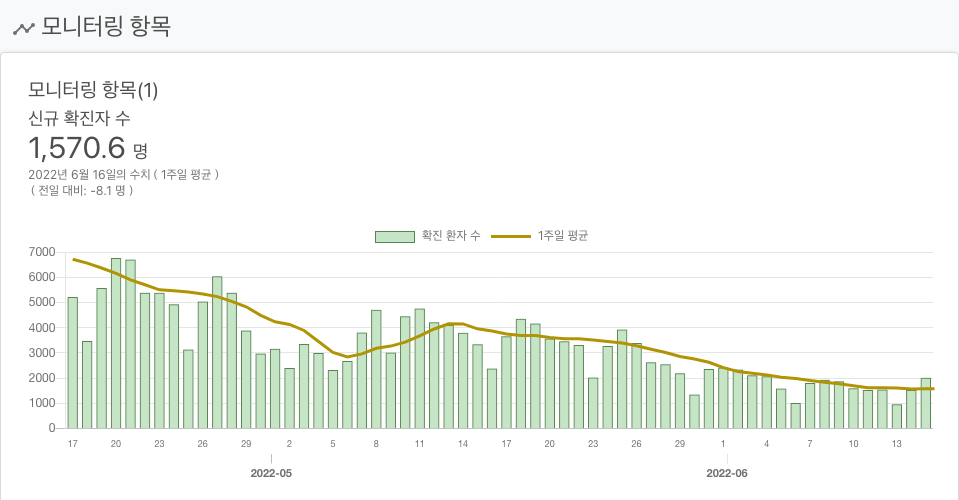 모니터링 항목
모니터링 항목(1)
신규 확진자 수
1,570.6 명
2022년 6월 16일의 수치 ( 1주일 평균 )
( 전일 대비: -8.1 명 )
확진 환자 수 1주일 평균
7000
6000
5000
4000
3000
2000
1000
0
17 20 23 26 29 2 5 8 11 14 17 20 23 26 29 1 4 7 10 13
2022-05 2022-06